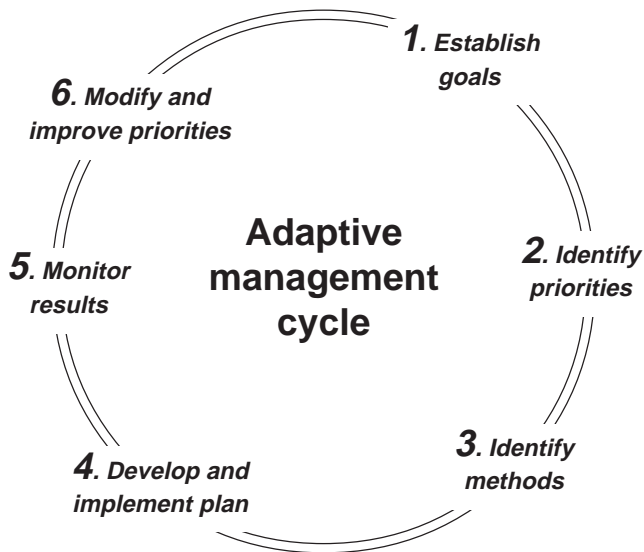 1. Establish
goals
6. Modify and
improve priorities
Adaptive
management
cycle
2. Identify
priorities
5. Monitor
results
3. Identify
methods
4. Develop and
implement plan